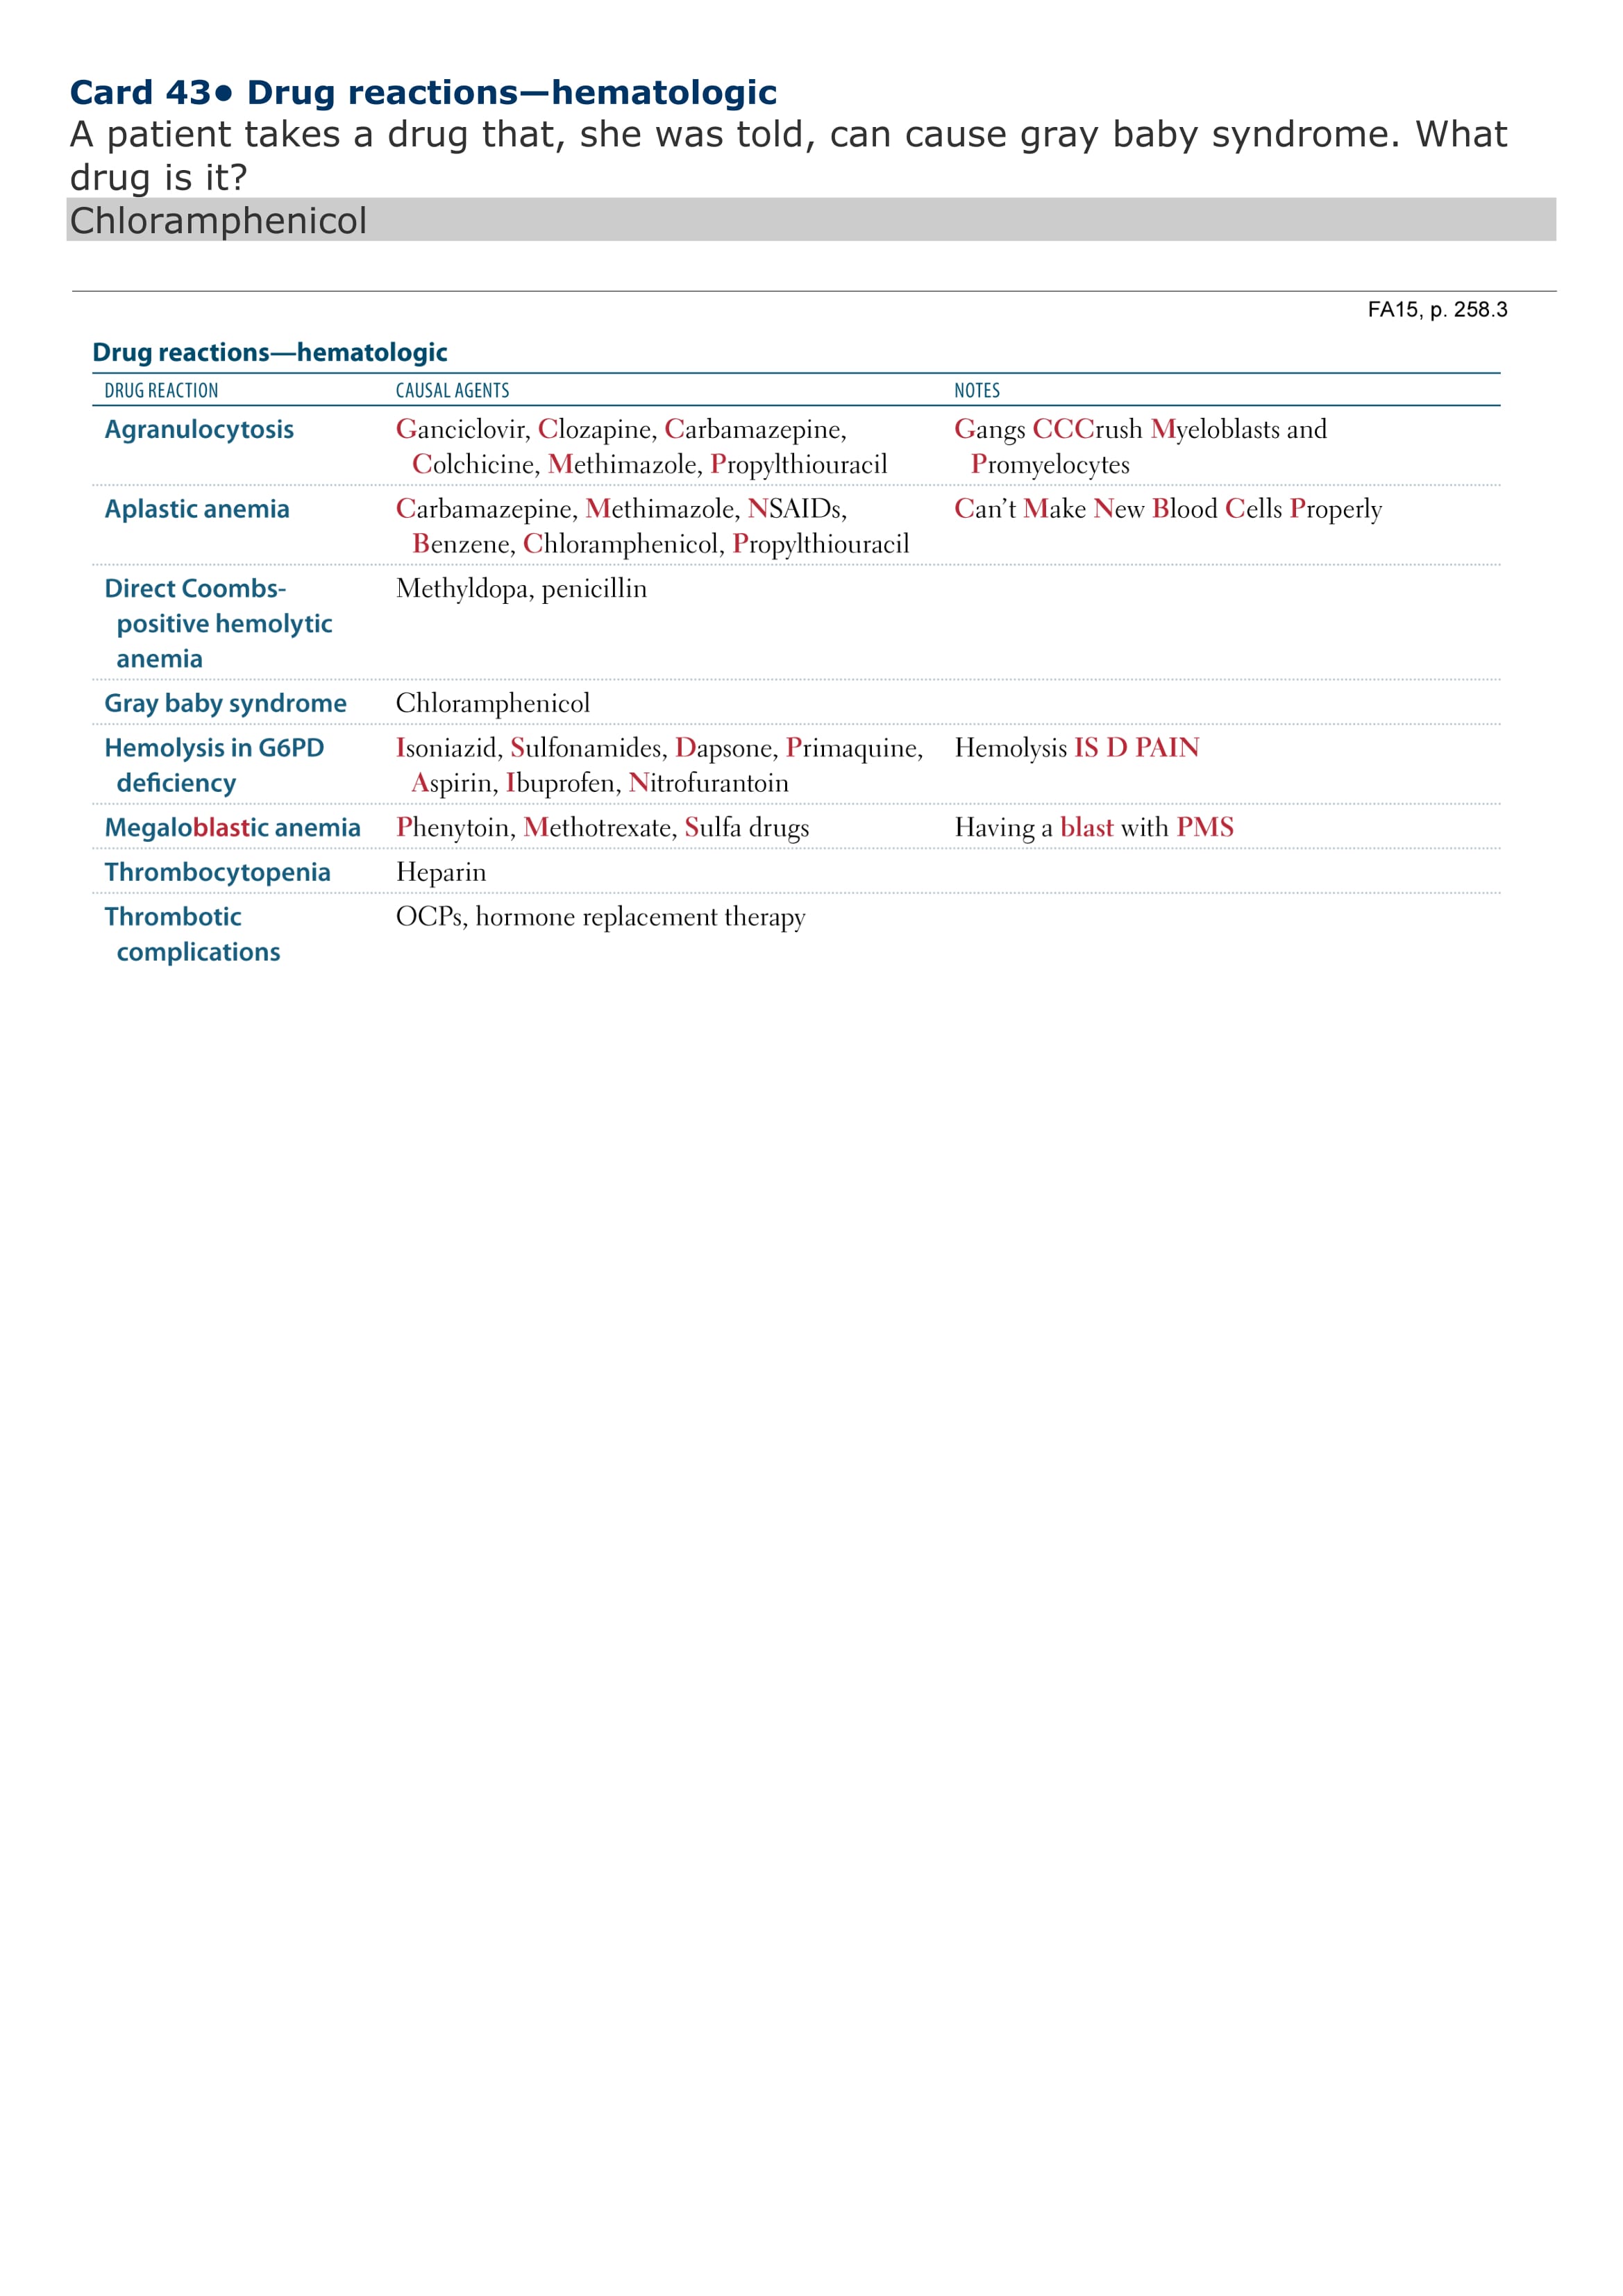 Card 43● Drug reactions—hematologic
A patient takes a drug that, she was told, can cause gray baby syndrome. What
drug is it?
Chloramphenicol
FA15, p. 258.3
Drug reactions—hematologic
DRUG REACTION CAUSAL AGENTS NOTES
Agranulocytosis Ganciclovir, Clozapine, Carbamazepine, Gangs CCCrush Myeloblasts and
Colchicine, Methimazole, Propylthiouracil Promyelocytes
Aplastic anemia Carbamazepine, Methimazole, NSAIDs, Can’t Make New Blood Cells Properly
Benzene, Chloramphenicol, Propylthiouracil
Direct Coombs- Methyldopa, penicillin
positive hemolytic
anemia
Gray baby syndrome Chloramphenicol
Hemolysis in G6PD Isoniazid, Sulfonamides, Dapsone, Primaquine, Hemolysis IS D PAIN
deficiency Aspirin, Ibuprofen, Nitrofurantoin
Megaloblastic anemia Phenytoin, Methotrexate, Sulfa drugs Having a blast with PMS
Thrombocytopenia Heparin
Thrombotic OCPs, hormone replacement therapy
complications